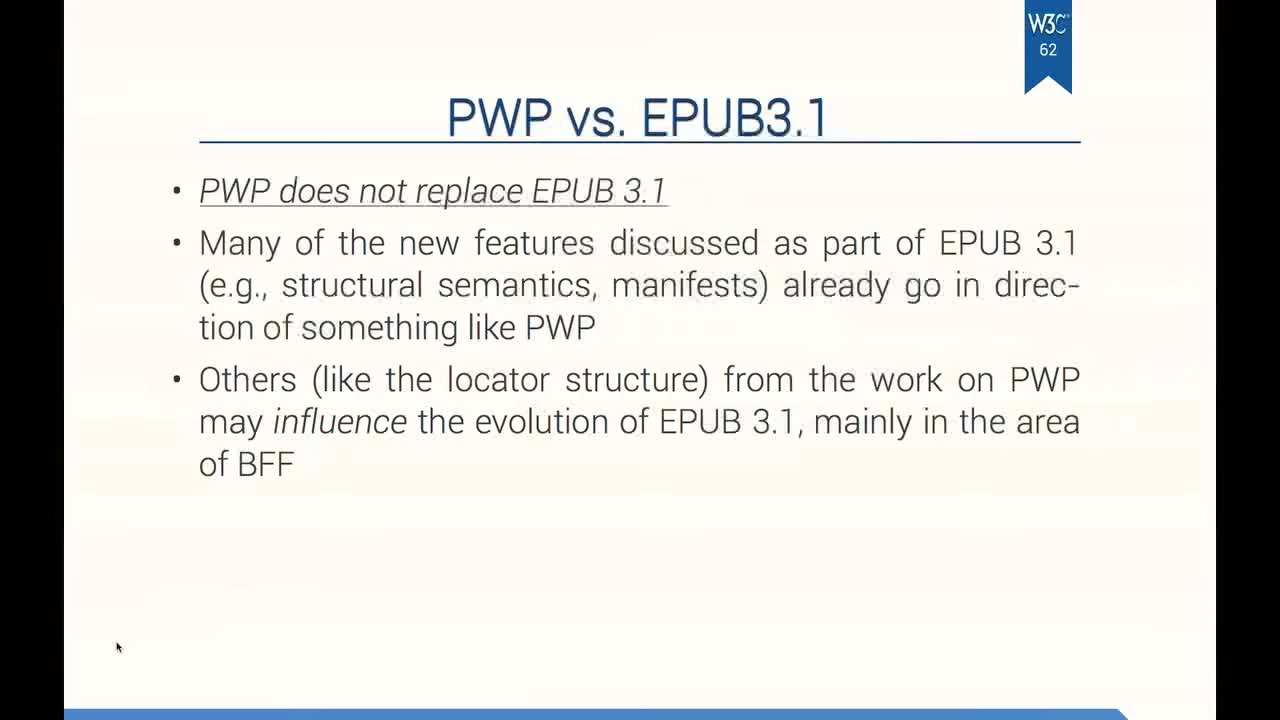 W3C
62
PWP vs. EPUB3.1
• PWP does not replace EPUB 3.1
• Many of the new features discussed as part of EPUB 3.1
(e.g., structural semantics, manifests) already go in direc-
tion of something like PWP
• Others (like the locator structure) from the work on PWP
may influence the evolution of EPUB 3.1, mainly in the area
of BFF